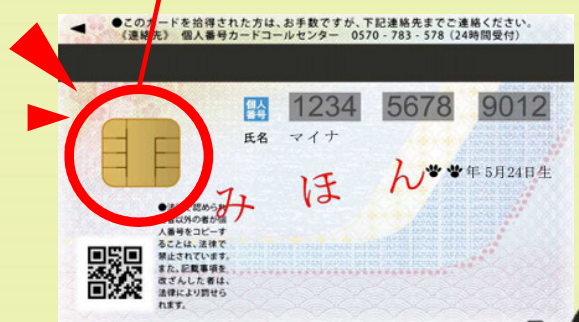 ●このカードを拾得された方は、お手数ですが、下記連絡先までご連絡ください。
《連絡先》 個人番号カードコールセンター 0570-783-578(24時間受付)
個人番号 1234 5678 9012
氏名 マイナ
年 5月24日生
みほん
●法律で認められ
者以外の者が個
人番号をコピーす
ることは、法律で
禁止されています。
また、記載事項を
改ざんした者は、
法律により罰せら
れます。